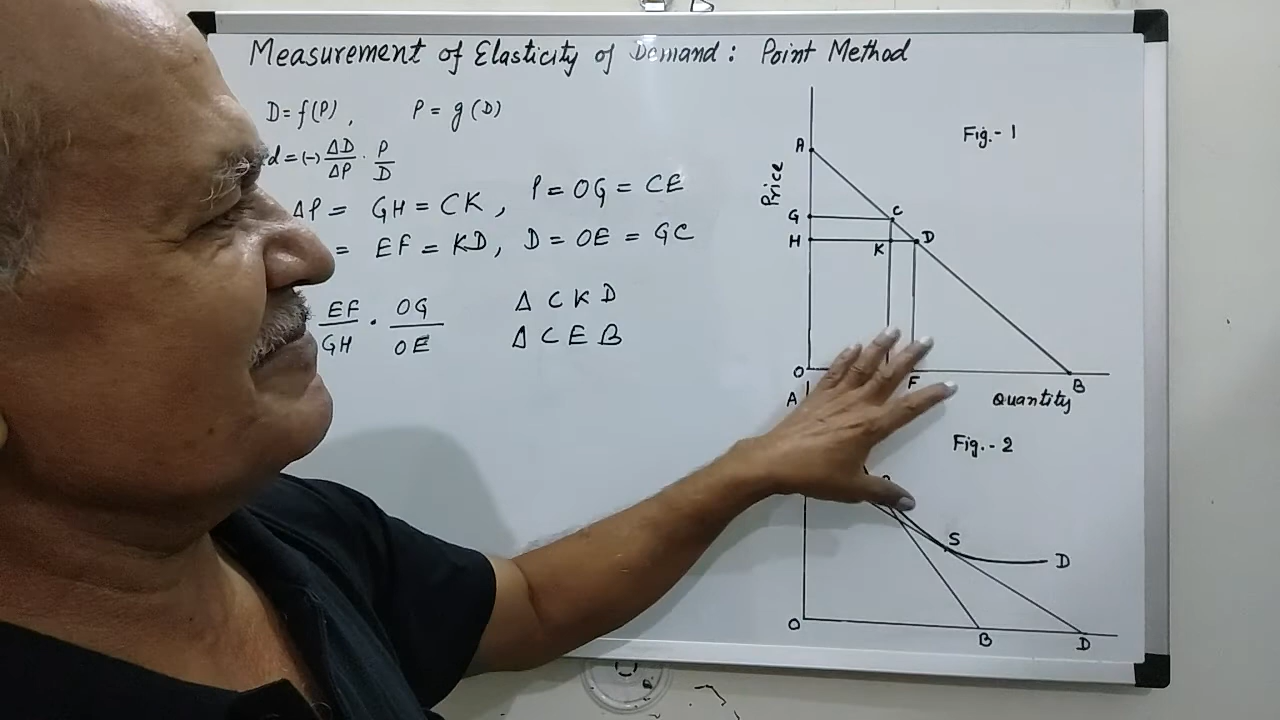 Measurement of Elasticity of Demand : Point Method
D = f(P) , P = g (D)
d = (-) ΔD/ΔP · P/D
ΔP = GH = CK , P = OG = CE
= EF = KD, D = OE = GC
EF/GH · OG/OE
Δ CKD
Δ CEB
Fig.- 1
A
Price
G
C
H
K
D
O
F
B
Quantity
A
Fig.- 2
S
D
O
B
D